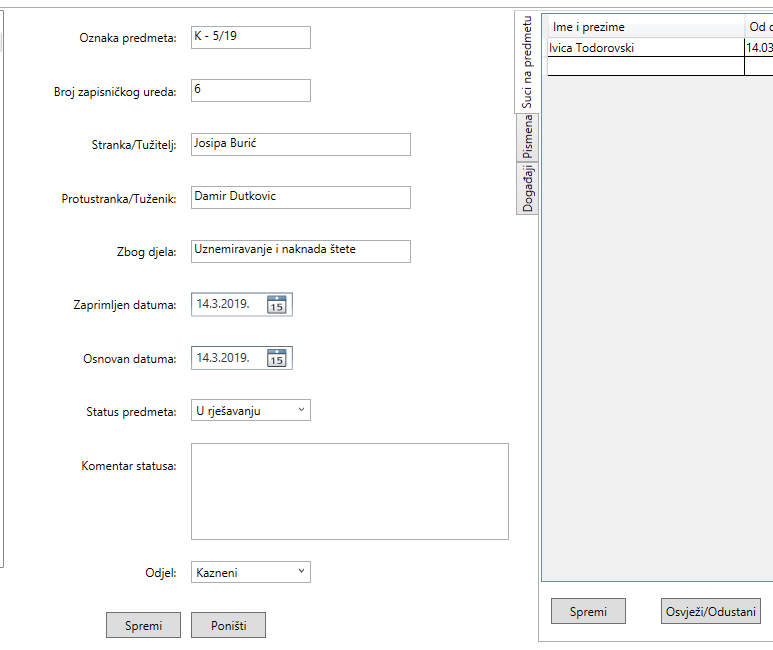 Oznaka predmeta: K - 5/19
Broj zapisničkog ureda: 6
Stranka/Tužitelj: Josipa Burić
Protustranka/Tuženik: Damir Dutkovic
Zbog djela: Uznemiravanje i naknada štete
Zaprimljen datuma: 14.3.2019. 15
Osnovan datuma: 14.3.2019. 15
Status predmeta: U rješavanju
Komentar statusa:
Odjel: Kazneni
Spremi Poništi
Suci na predmetu
Pismena
Događaji
Ime i prezime Od
Ivica Todorovski 14.03
Spremi Osvježi/Odustani